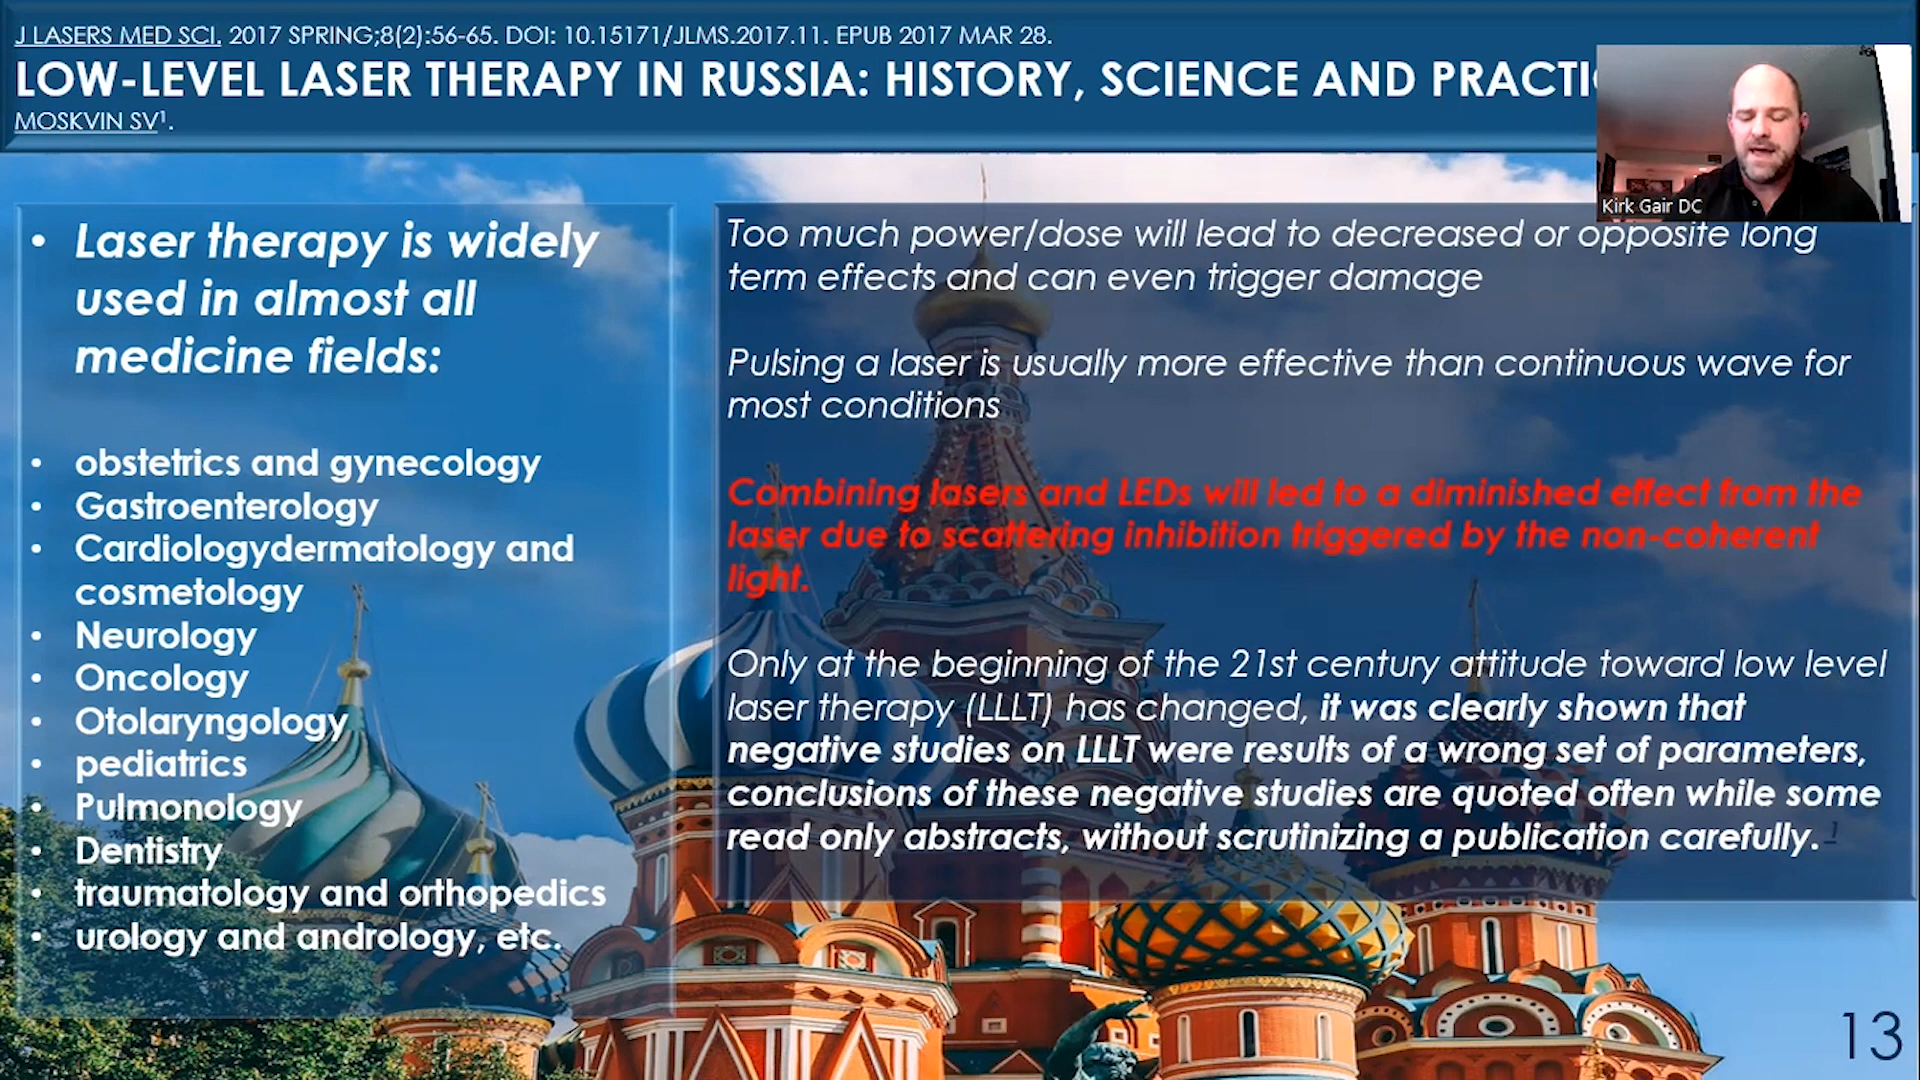 J LASERS MED SCI. 2017 SPRING;8(2):56-65. DOI: 10.15171/JLMS.2017.11. EPUB 2017 MAR 28.
LOW-LEVEL LASER THERAPY IN RUSSIA: HISTORY, SCIENCE AND
MOSKVIN SV¹.
Kirk Gair DC
• Laser therapy is widely
used in almost all
medicine fields:
• obstetrics and gynecology
• Gastroenterology
• Cardiologydermatology and
cosmetology
• Neurology
• Oncology
• Otolaryngology
• pediatrics
• Pulmonology
• Dentistry
• traumatology and orthopedics
• urology and andrology, etc.
Too much power/dose will lead to decreased or opposite long
term effects and can even trigger damage
Pulsing a laser is usually more effective than continuous wave for
most conditions
Combining lasers and LEDs will led to a diminished effect from the
laser due to scattering inhibition triggered by the non-coherent
light.
Only at the beginning of the 21st century attitude toward low level
laser therapy (LLLT) has changed, it was clearly shown that
negative studies on LLLT were results of a wrong set of parameters,
conclusions of these negative studies are quoted often while some
read only abstracts, without scrutinizing a publication carefully. 1
13